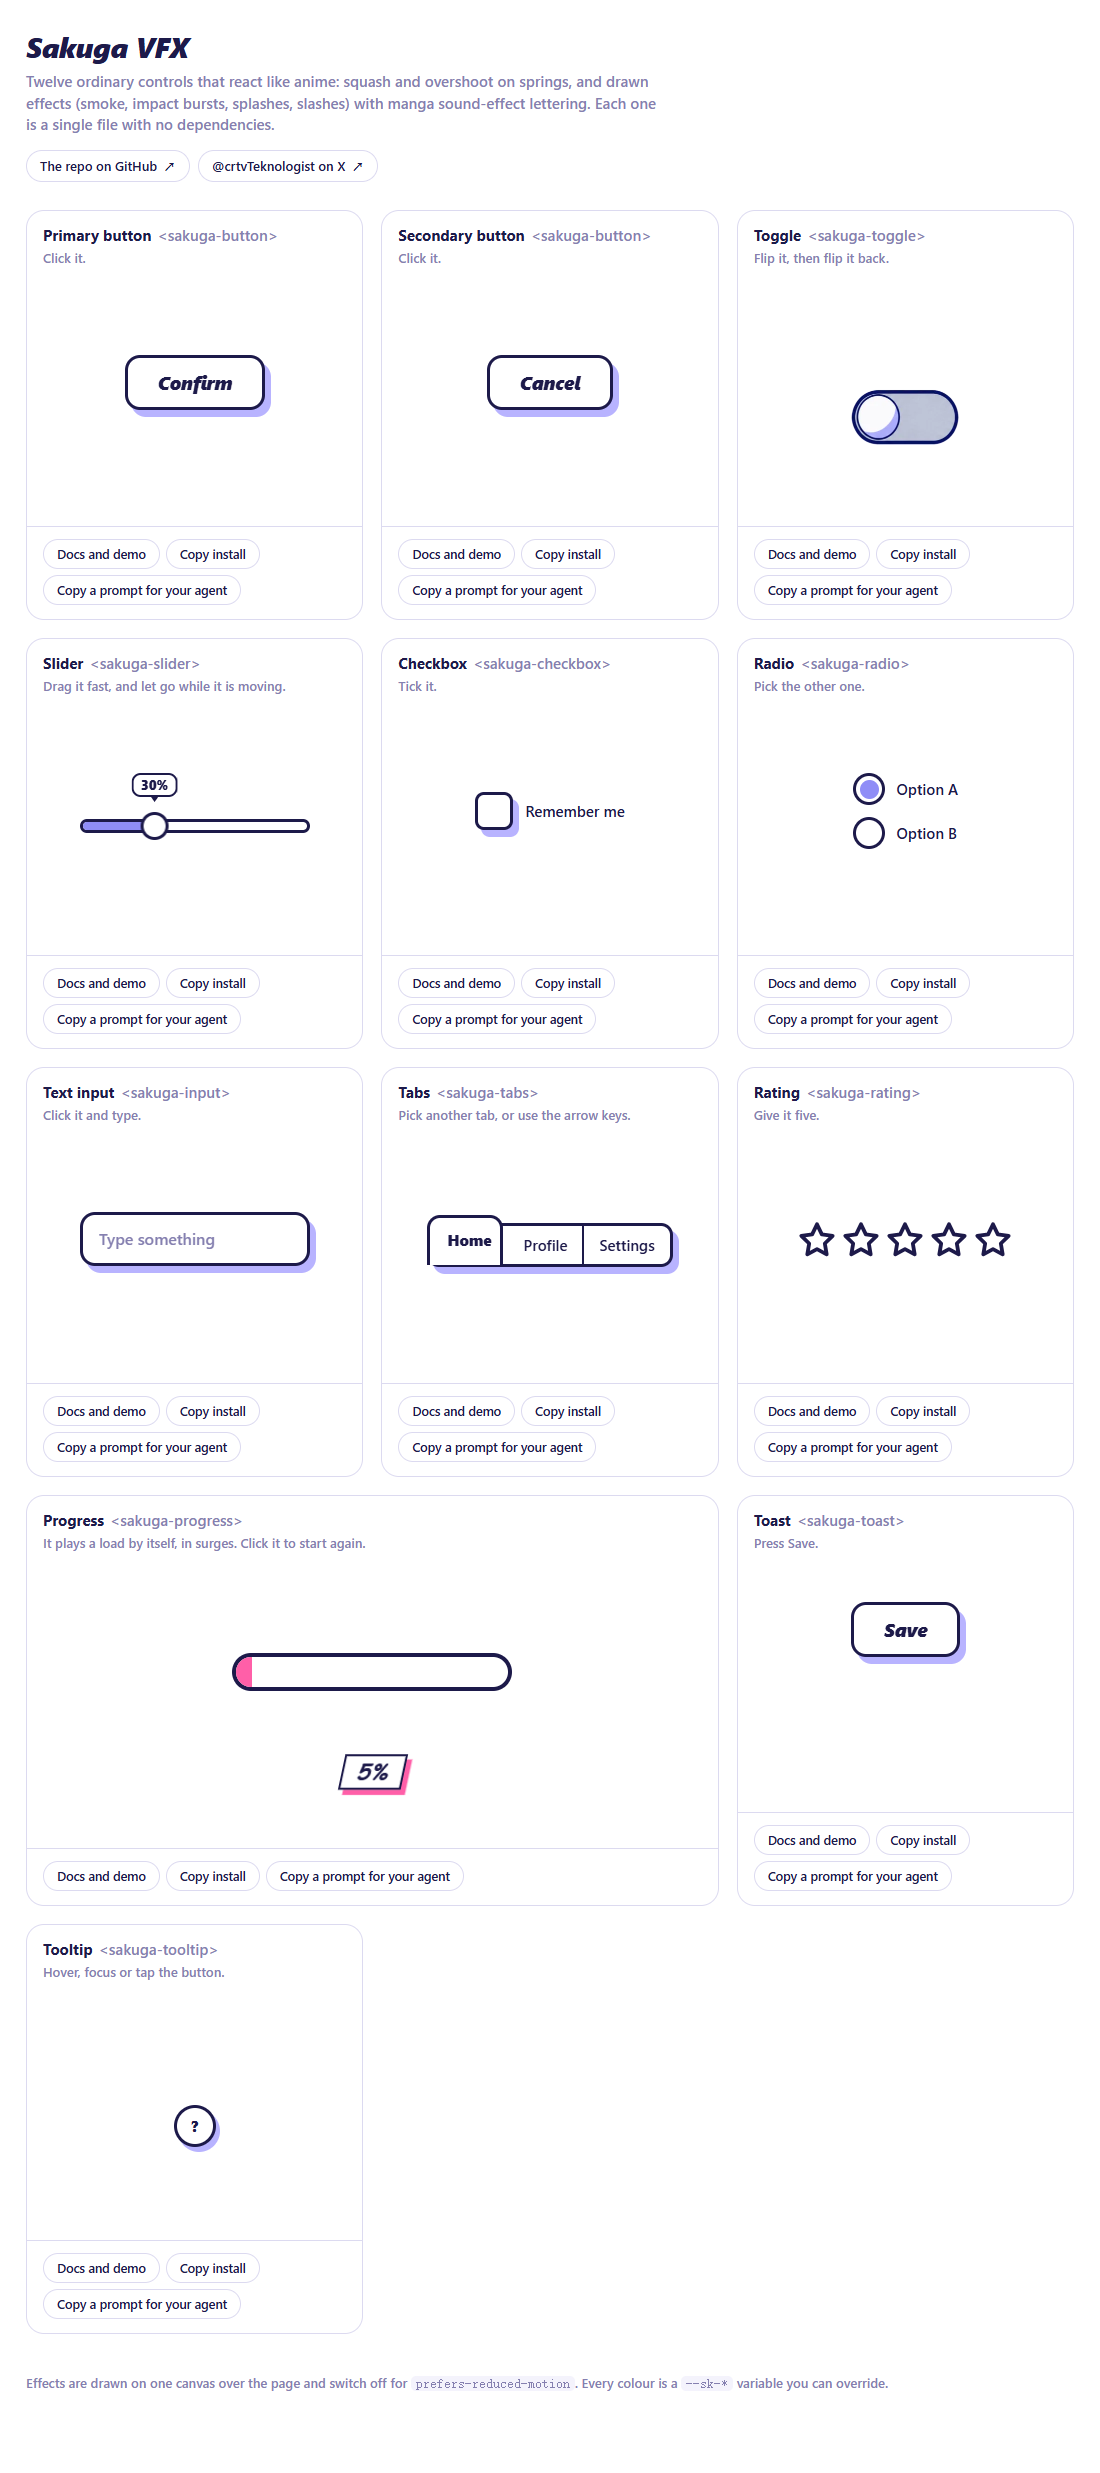 Sakuga VFX
Twelve ordinary controls that react like anime: squash and overshoot on springs, and drawn
effects (smoke, impact bursts, splashes, slashes) with manga sound-effect lettering. Each one
is a single file with no dependencies.
The repo on GitHub ↗
@crtvTeknologist on X ↗
Primary button <sakuga-button>
Click it.
Confirm
Docs and demo
Copy install
Copy a prompt for your agent
Secondary button <sakuga-button>
Click it.
Cancel
Docs and demo
Copy install
Copy a prompt for your agent
Toggle <sakuga-toggle>
Flip it, then flip it back.
Docs and demo
Copy install
Copy a prompt for your agent
Slider <sakuga-slider>
Drag it fast, and let go while it is moving.
30%
Docs and demo
Copy install
Copy a prompt for your agent
Checkbox <sakuga-checkbox>
Tick it.
Remember me
Docs and demo
Copy install
Copy a prompt for your agent
Radio <sakuga-radio>
Pick the other one.
Option A
Option B
Docs and demo
Copy install
Copy a prompt for your agent
Text input <sakuga-input>
Click it and type.
Type something
Docs and demo
Copy install
Copy a prompt for your agent
Tabs <sakuga-tabs>
Pick another tab, or use the arrow keys.
Home
Profile
Settings
Docs and demo
Copy install
Copy a prompt for your agent
Rating <sakuga-rating>
Give it five.
Docs and demo
Copy install
Copy a prompt for your agent
Progress <sakuga-progress>
It plays a load by itself, in surges. Click it to start again.
5%
Docs and demo
Copy install
Copy a prompt for your agent
Toast <sakuga-toast>
Press Save.
Save
Docs and demo
Copy install
Copy a prompt for your agent
Tooltip <sakuga-tooltip>
Hover, focus or tap the button.
?
Docs and demo
Copy install
Copy a prompt for your agent
Effects are drawn on one canvas over the page and switch off for prefers-reduced-motion. Every colour is a --sk-* variable you can override.